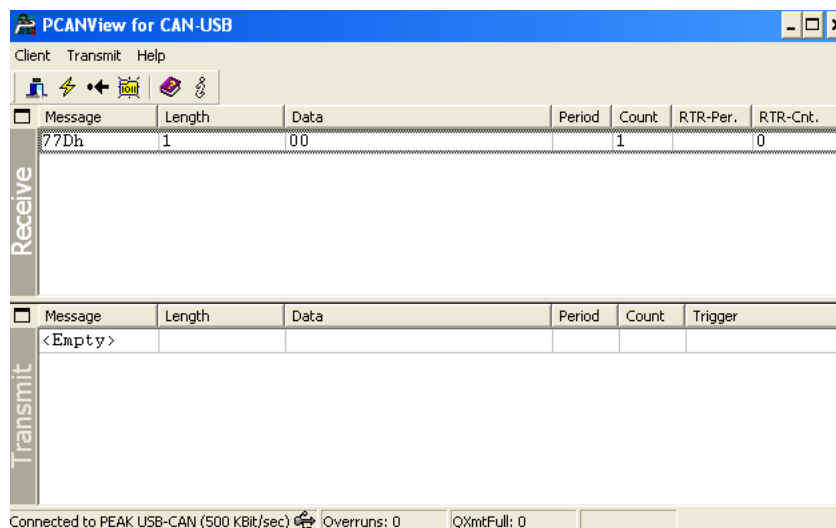 PCANView for CAN-USB
Client Transmit Help
Message Length Data Period Count RTR-Per. RTR-Cnt.
77Dh 1 00 1 0
Receive
Message Length Data Period Count Trigger
<Empty>
Transmit
Connected to PEAK USB-CAN (500 KBit/sec) Overruns: 0 QXmtFull: 0